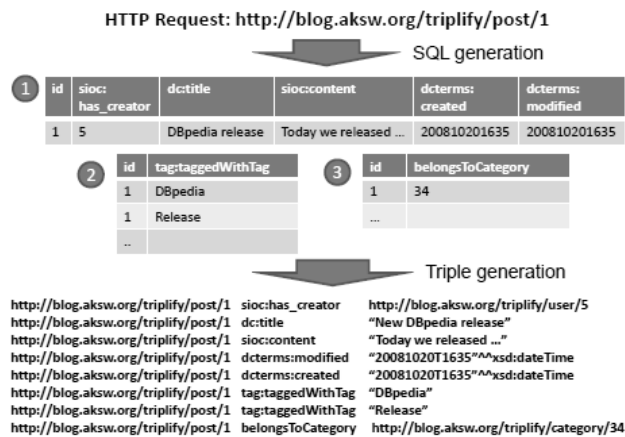 HTTP Request: http://blog.aksw.org/triplify/post/1
SQL generation
1
id sioc: has_creator dc:title sioc:content dcterms: created dcterms: modified
1 5 DBpedia release Today we released ... 200810201635 200810201635
2
id tag:taggedWithTag
1 DBpedia
1 Release
..
3
id belongsToCategory
1 34
...
Triple generation
http://blog.aksw.org/triplify/post/1 sioc:has_creator http://blog.aksw.org/triplify/user/5
http://blog.aksw.org/triplify/post/1 dc:title “New DBpedia release”
http://blog.aksw.org/triplify/post/1 sioc:content “Today we released ...”
http://blog.aksw.org/triplify/post/1 dcterms:modified “20081020T1635”^^xsd:dateTime
http://blog.aksw.org/triplify/post/1 dcterms:created “20081020T1635”^^xsd:dateTime
http://blog.aksw.org/triplify/post/1 tag:taggedWithTag “DBpedia”
http://blog.aksw.org/triplify/post/1 tag:taggedWithTag “Release”
http://blog.aksw.org/triplify/post/1 belongsToCategory http://blog.aksw.org/triplify/category/34